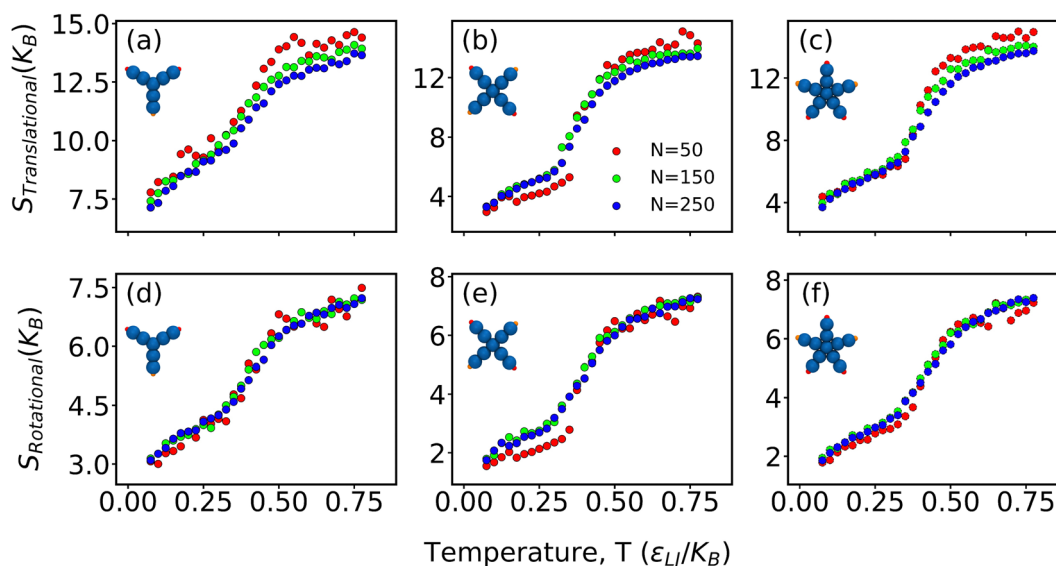 S_Translational(K_B)
15.0
12.5
10.0
7.5
(a)
12
8
4
(b)
N=50
N=150
N=250
12
8
4
(c)
S_Rotational(K_B)
7.5
6.0
4.5
3.0
(d)
0.00 0.25 0.50 0.75
8
6
4
2
(e)
0.00 0.25 0.50 0.75
8
6
4
2
(f)
0.00 0.25 0.50 0.75
Temperature, T (ε_LJ/K_B)